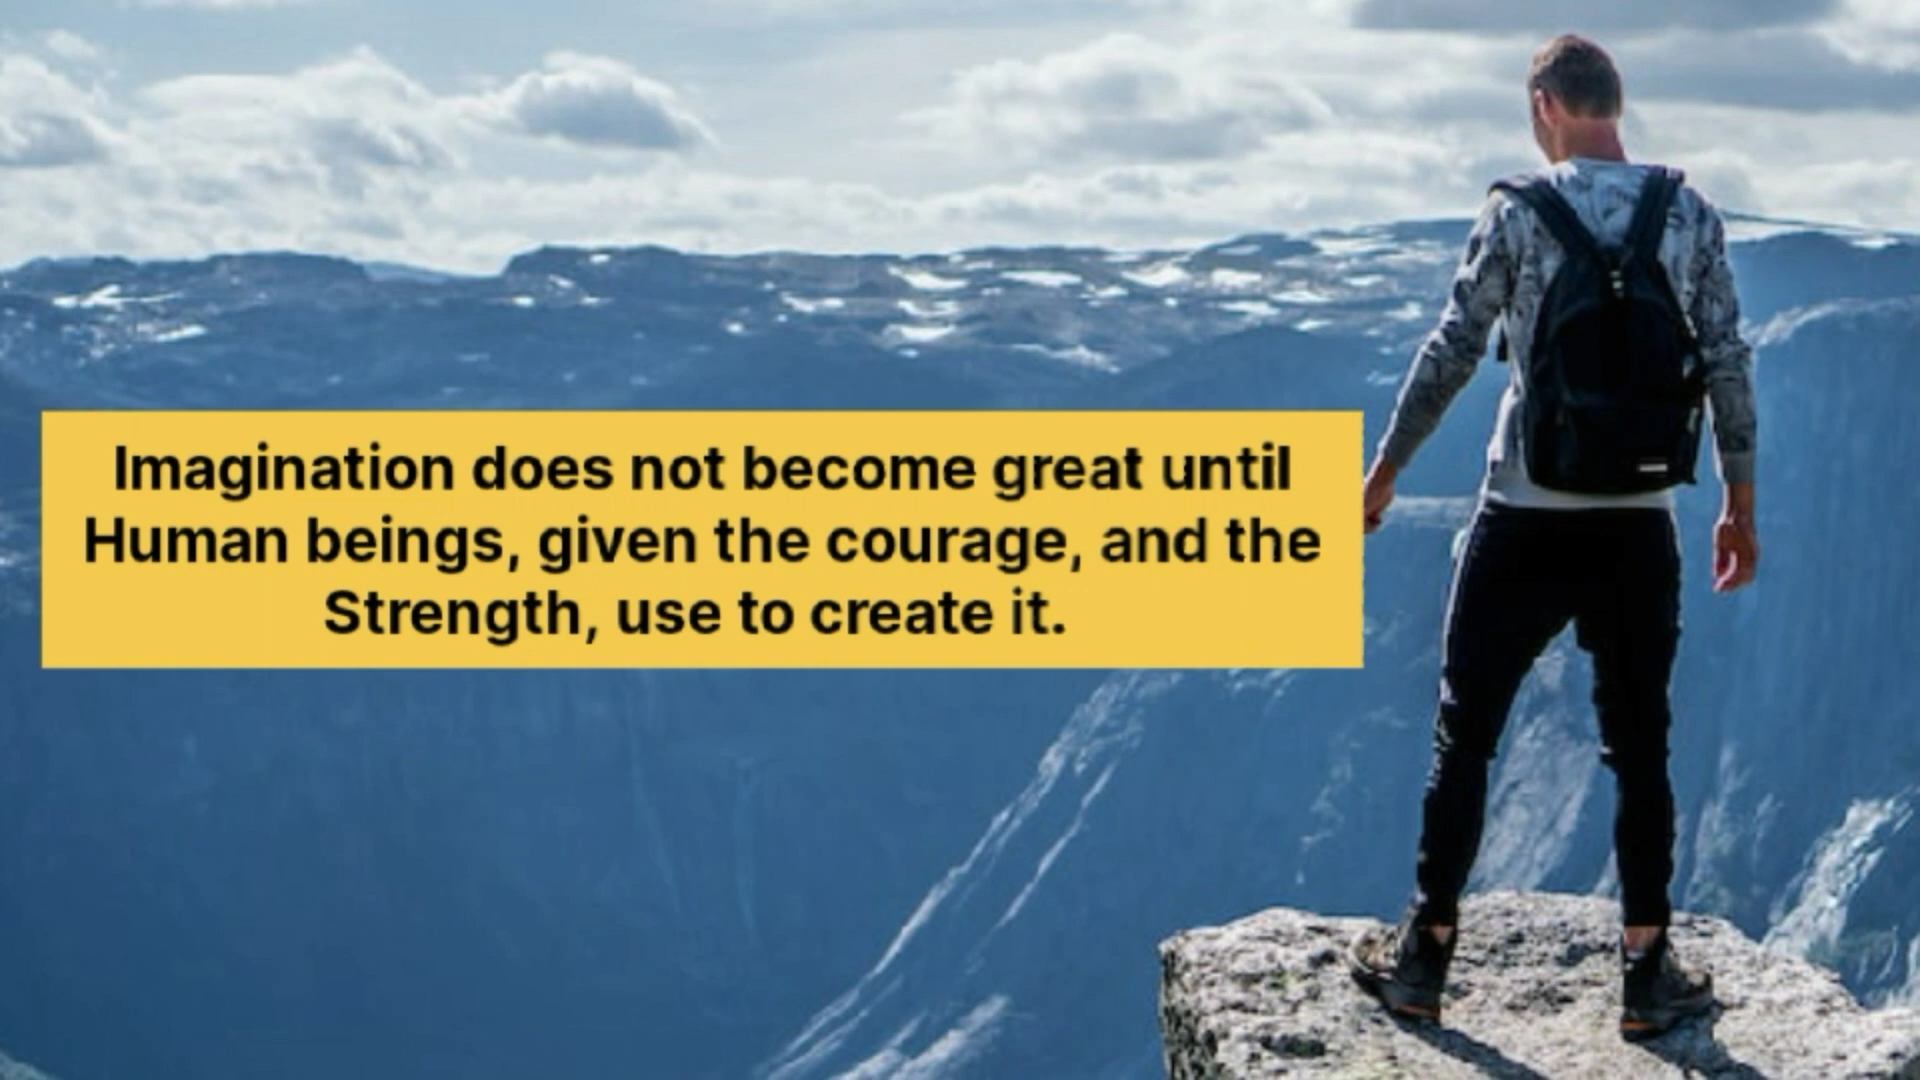 Imagination does not become great until
Human beings, given the courage, and the
Strength, use to create it.